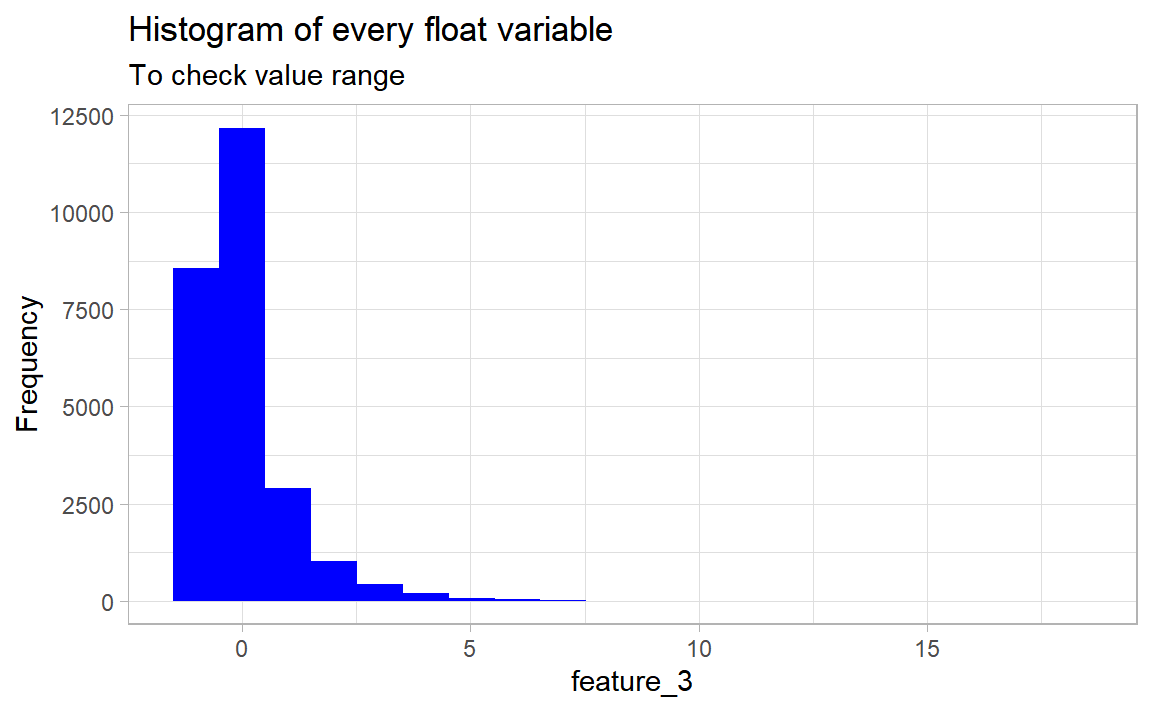 Histogram of every float variable
To check value range
12500
10000
7500
5000
2500
0
Frequency
0 5 10 15
feature_3